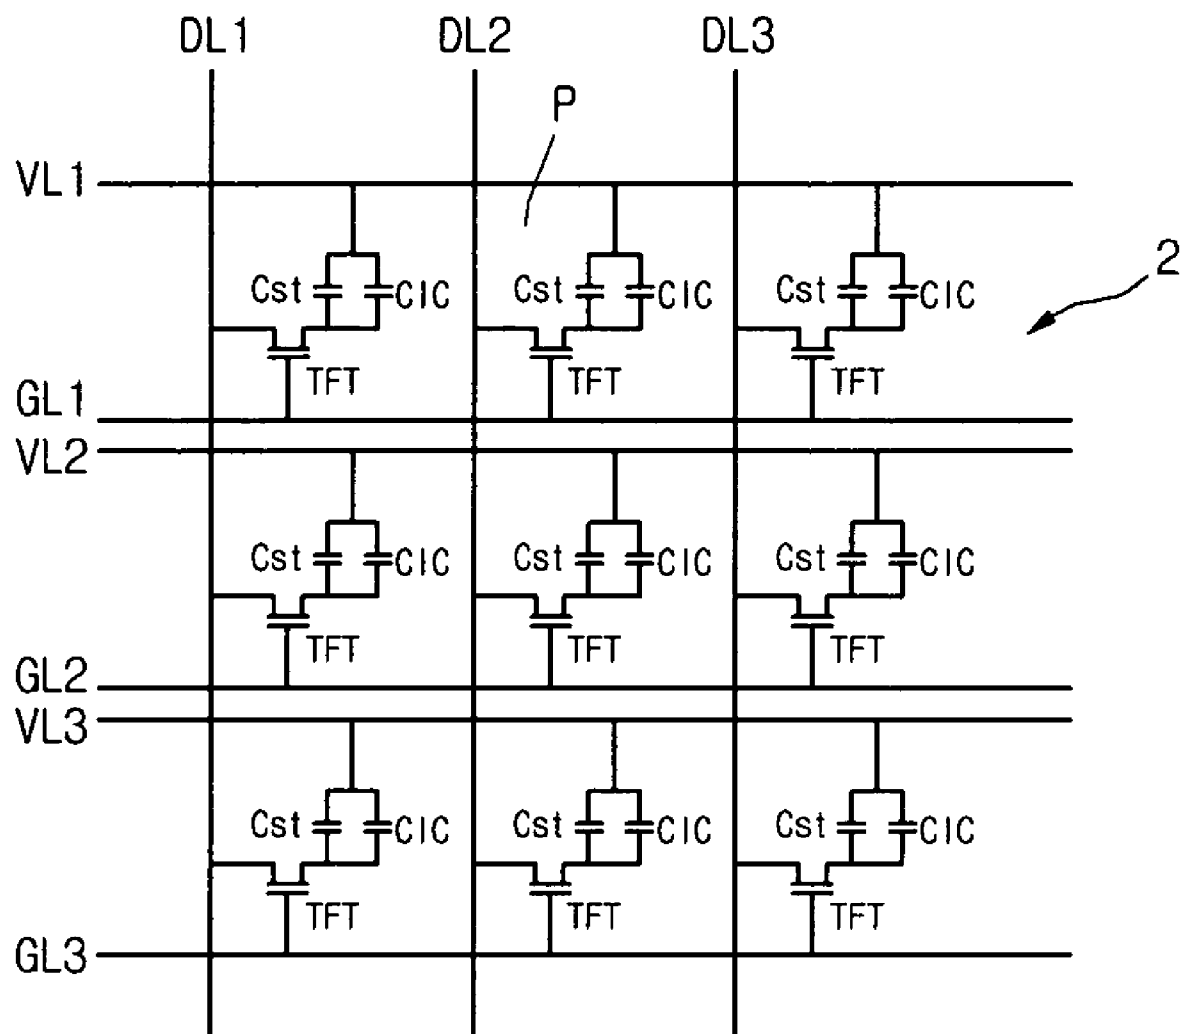 DL1 DL2 DL3
P
VL1
2
Cst CIC Cst CIC Cst CIC
TFT TFT TFT
GL1
VL2
Cst CIC Cst CIC Cst CIC
TFT TFT TFT
GL2
VL3
Cst CIC Cst CIC Cst CIC
TFT TFT TFT
GL3